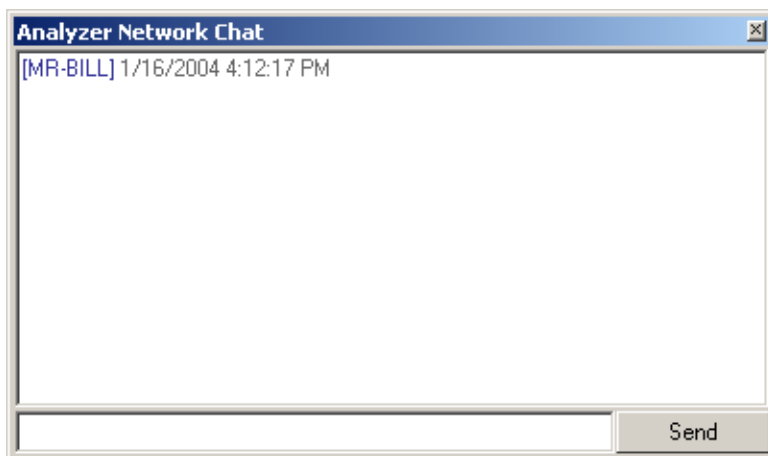 Analyzer Network Chat
[MR-BILL] 1/16/2004 4:12:17 PM
Send